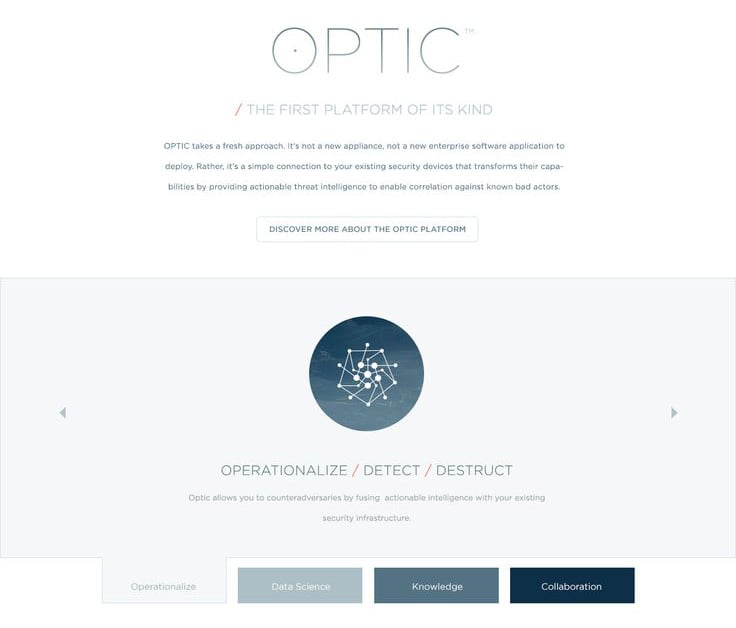 OPTIC™
/ THE FIRST PLATFORM OF ITS KIND
OPTIC takes a fresh approach. It's not a new appliance, not a new enterprise software application to
deploy. Rather, it's a simple connection to your existing security devices that transforms their capa-
bilities by providing actionable threat intelligence to enable correlation against known bad actors.
DISCOVER MORE ABOUT THE OPTIC PLATFORM
OPERATIONALIZE / DETECT / DESTRUCT
Optic allows you to counteradversaries by fusing actionable intelligence with your existing
security infrastructure.
Operationalize
Data Science
Knowledge
Collaboration